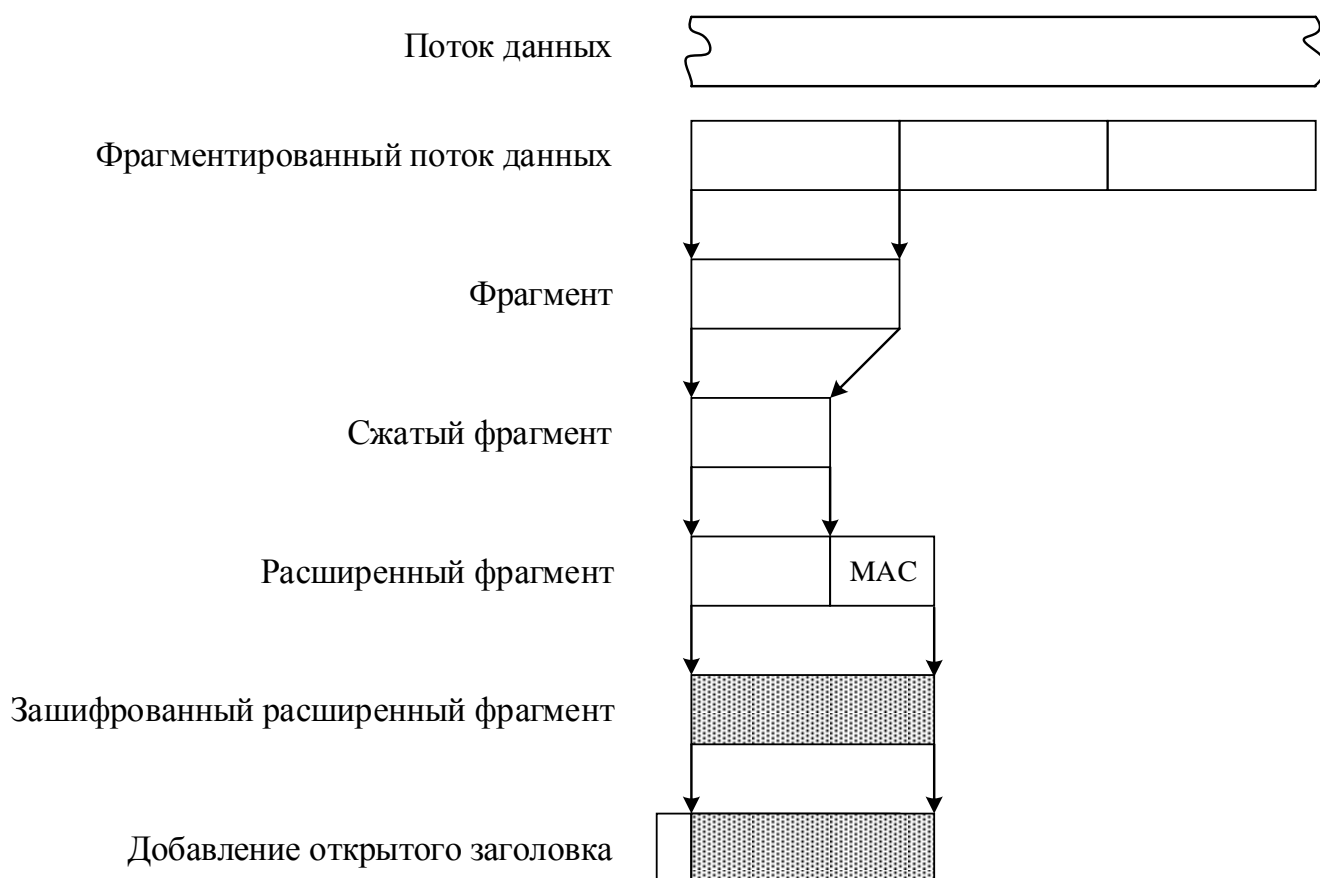 Поток данных
Фрагментированный поток данных
Фрагмент
Сжатый фрагмент
Расширенный фрагмент
MAC
Зашифрованный расширенный фрагмент
Добавление открытого заголовка